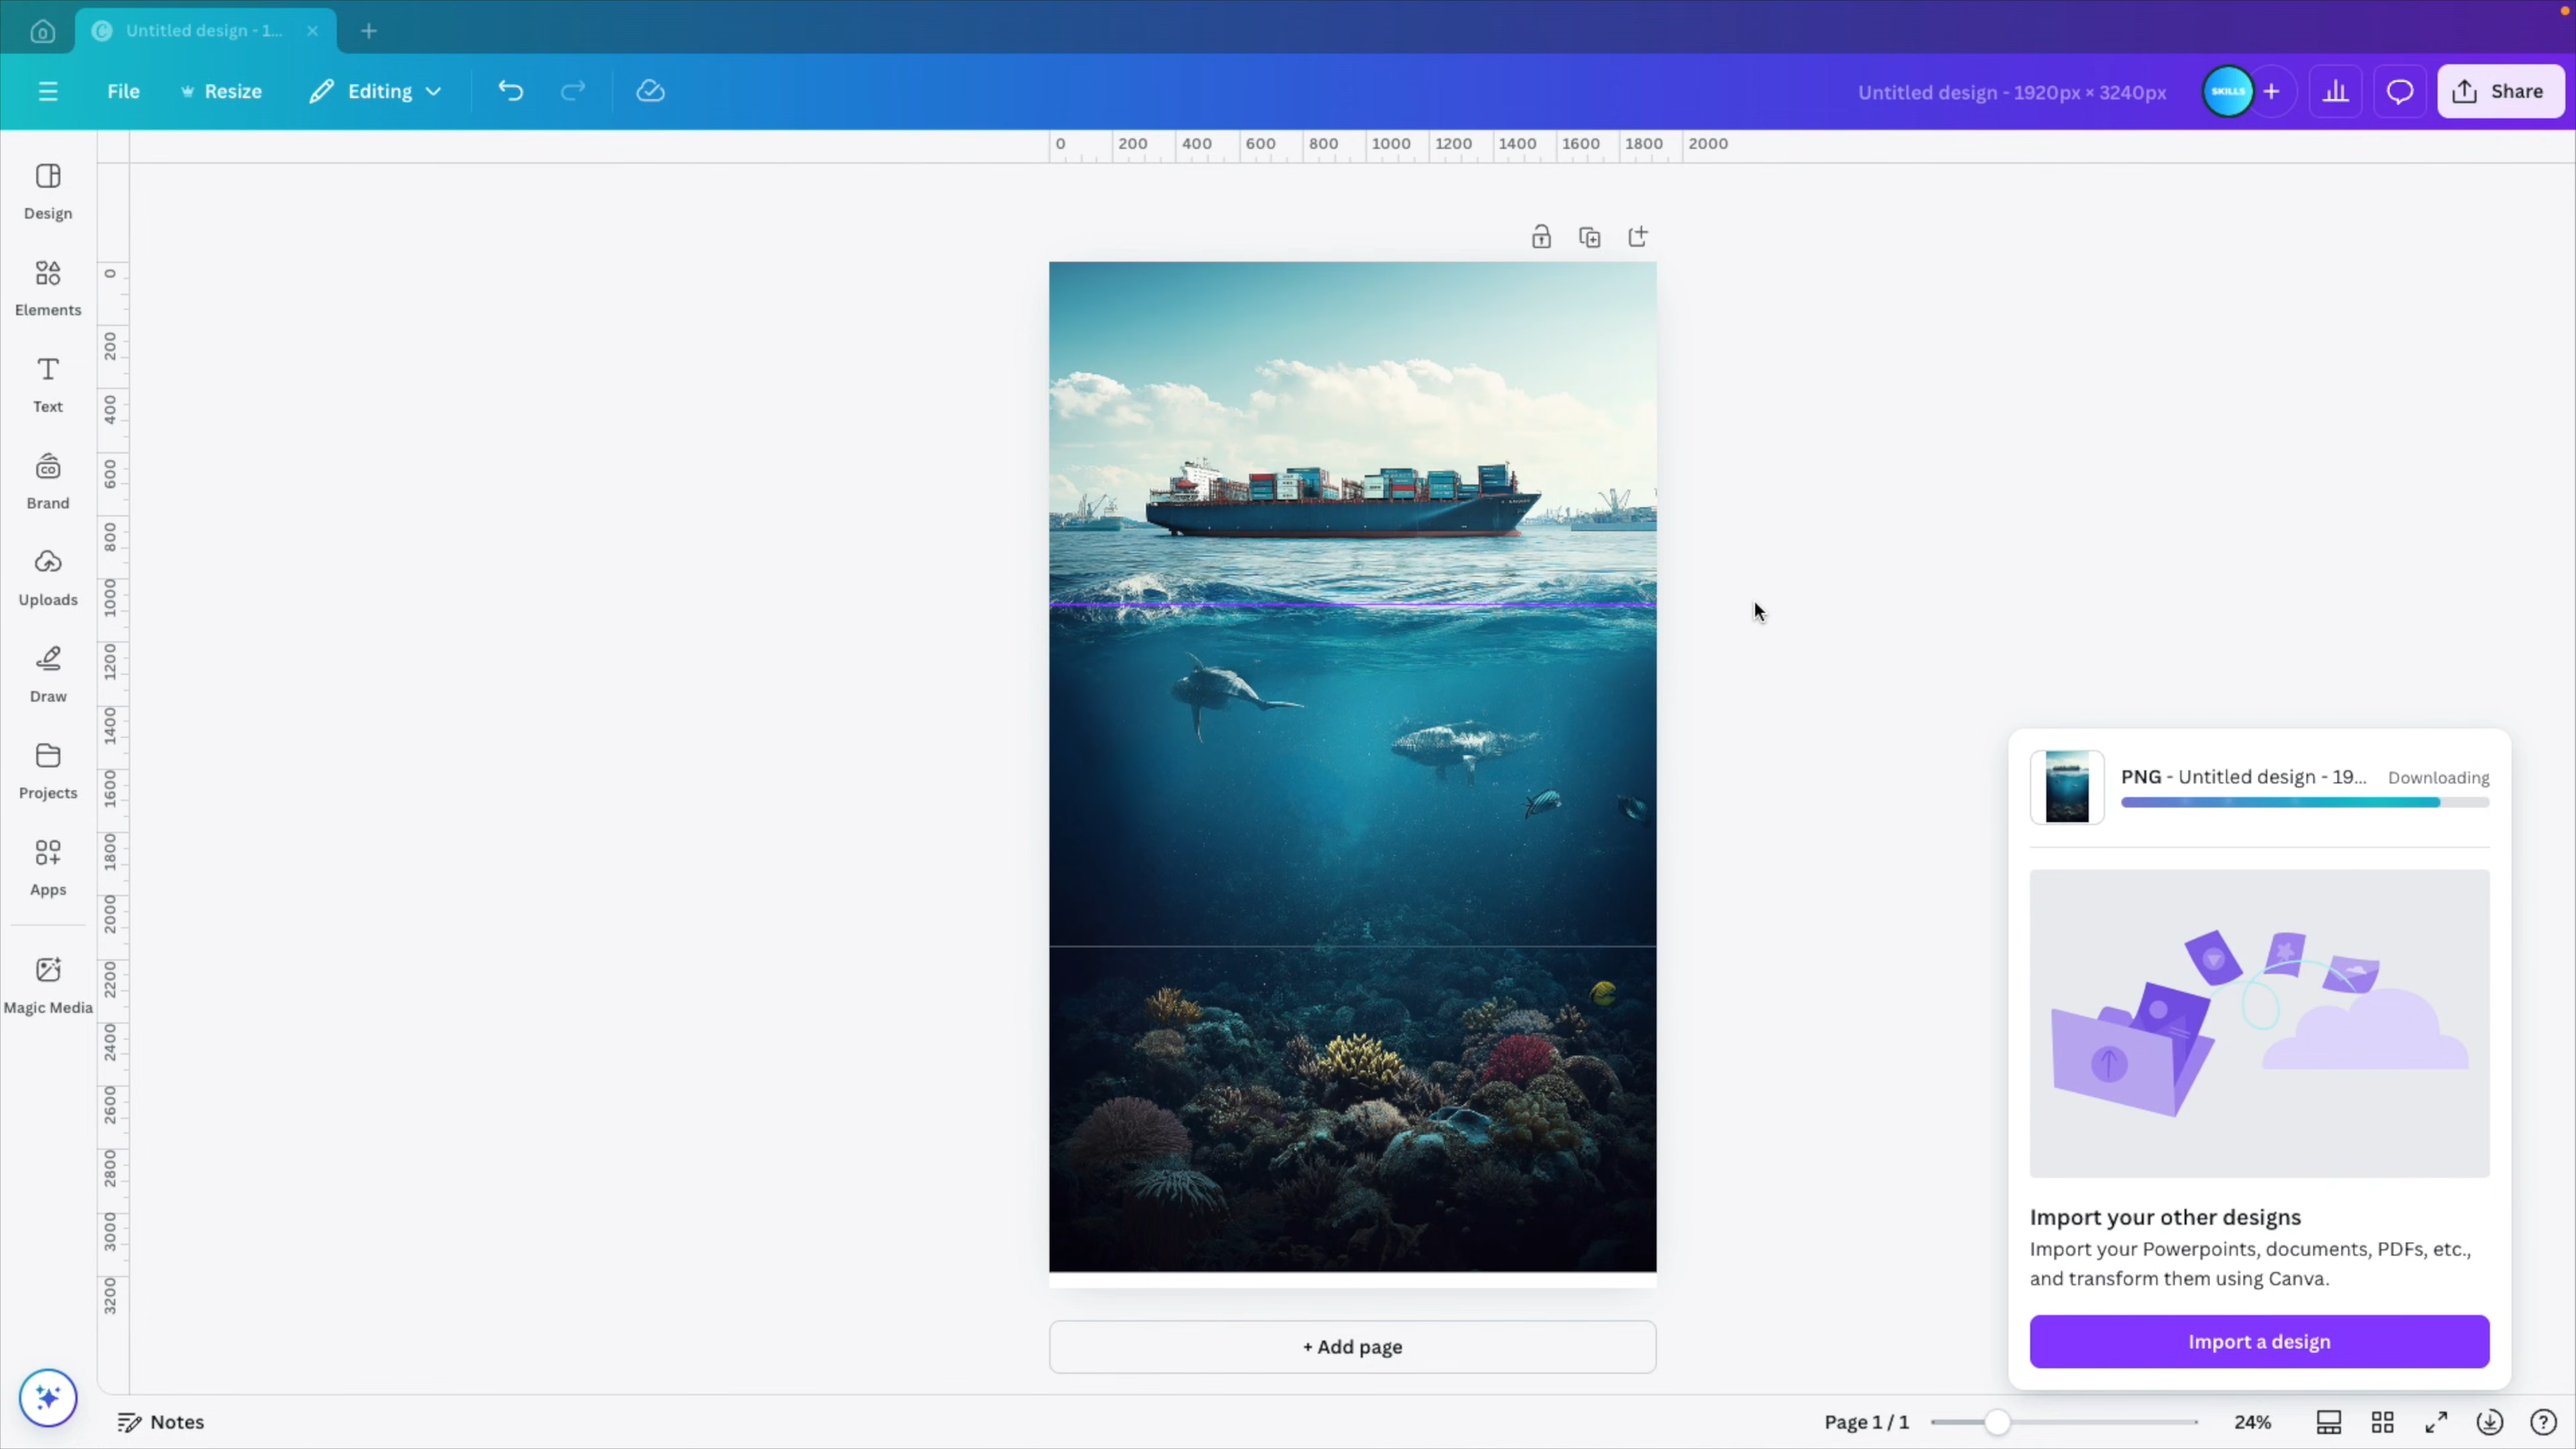 Untitled design - 1...
File
Resize
Editing
Untitled design - 1920px × 3240px
SKILLS
Share
0 200 400 600 800 1000 1200 1400 1600 1800 2000
Design
Elements
Text
CO
Brand
Uploads
Draw
Projects
Apps
Magic Media
0
200
400
600
800
1000
1200
1400
1600
1800
2000
2200
2400
2600
2800
3000
3200
PNG - Untitled design - 19... Downloading
Import your other designs
Import your Powerpoints, documents, PDFs, etc.,
and transform them using Canva.
Import a design
+ Add page
Notes
Page 1 / 1
24%